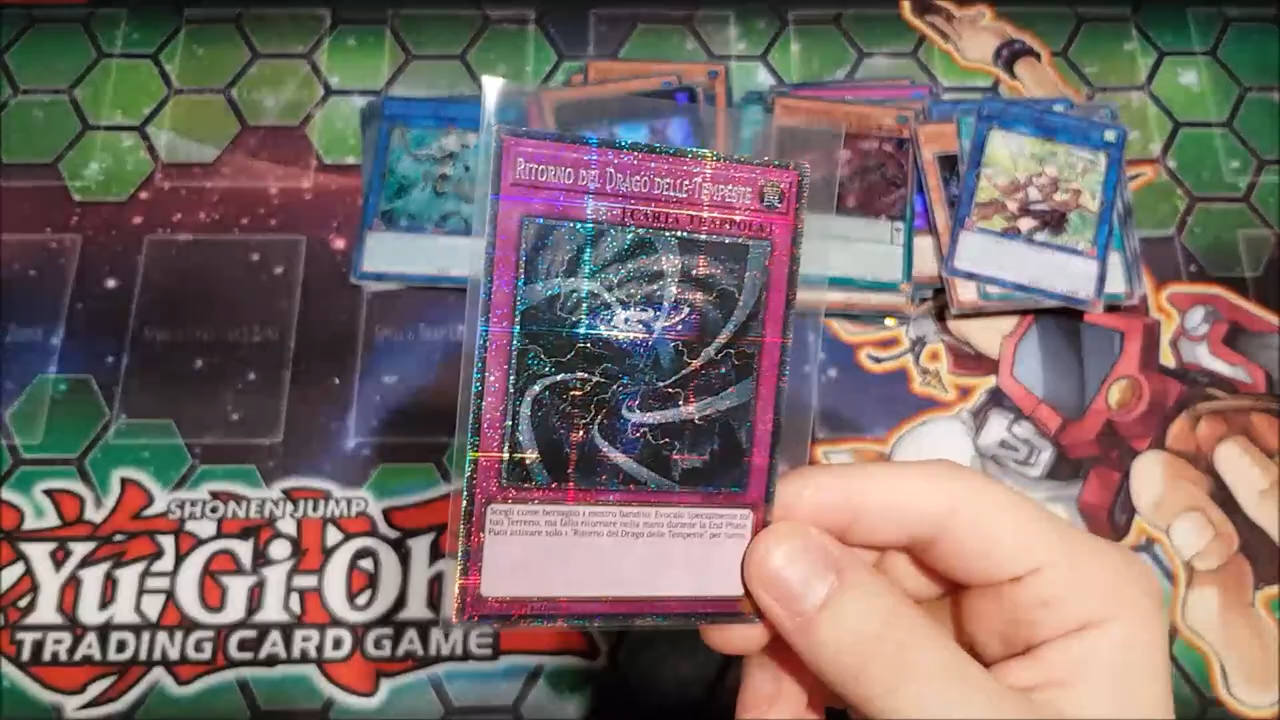 RITORNO DEL DRAGO DELLE TEMPESTE
[CARTA TRAPPOLA]
Scegli come bersaglio 1 mostro bandito; Evocalo Specialmente sul
tuo Terreno, ma fallo ritornare nella mano durante la End Phase.
Puoi attivare solo 1 "Ritorno del Drago delle Tempeste" per turno.
SHONEN JUMP
Yu-Gi-Oh
TRADING CARD GAME